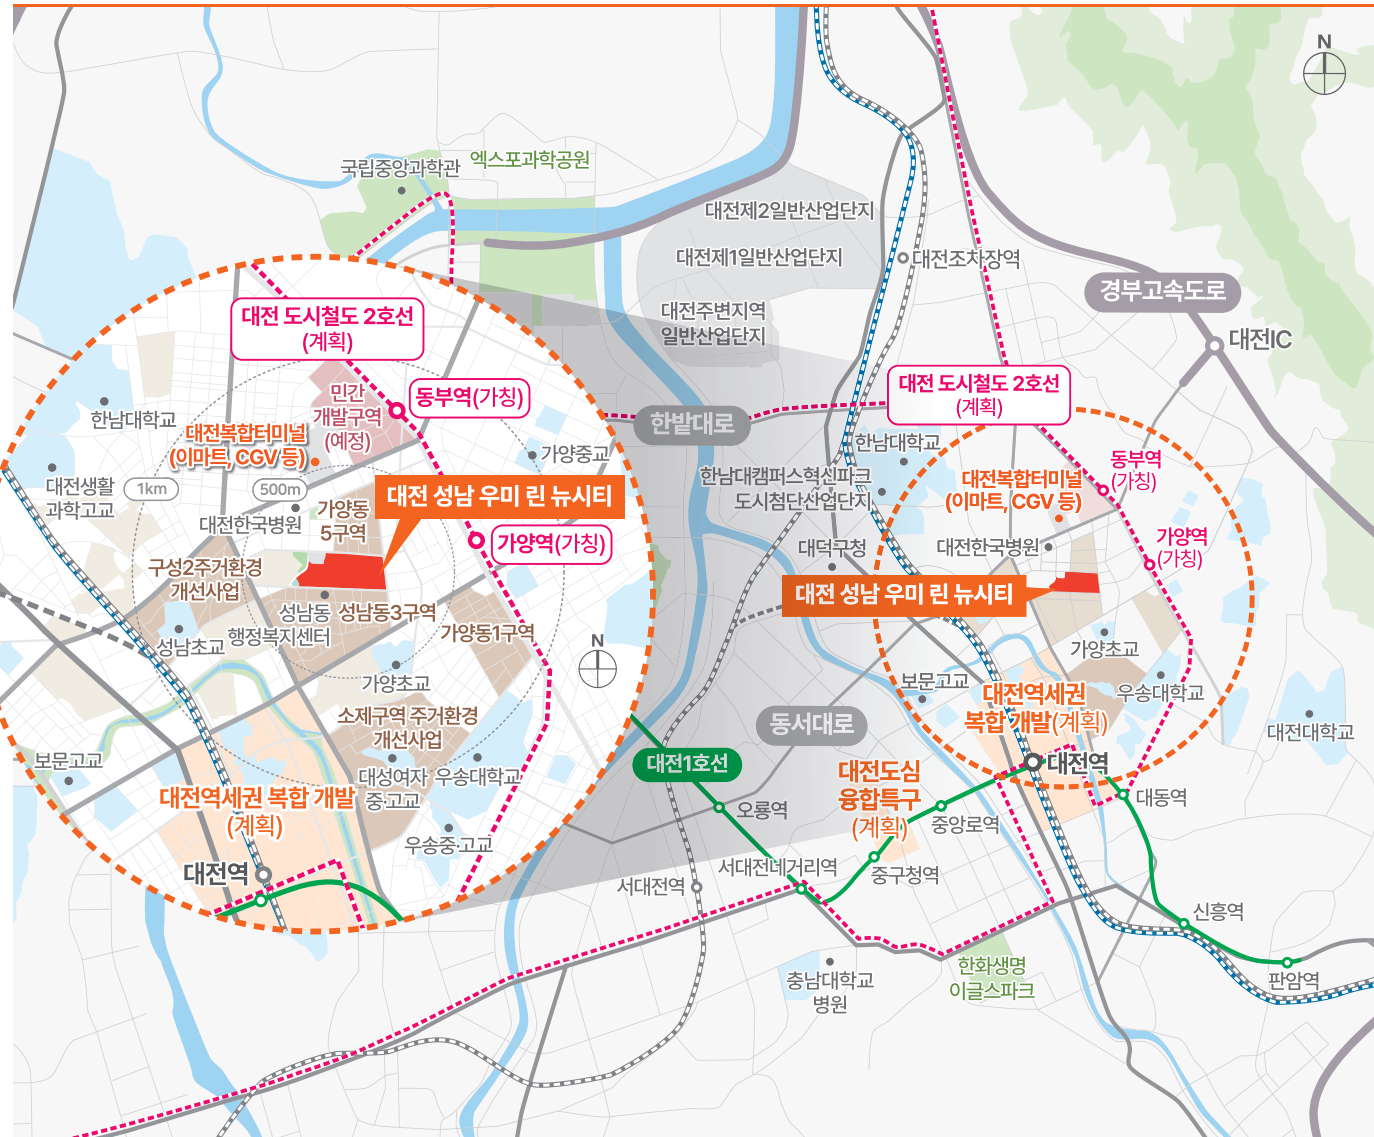 N
엑스포과학공원
국립중앙과학관
대전제2일반산업단지
대전제1일반산업단지
대전조차장역
대전주변지역
일반산업단지
경부고속도로
대전IC
대전 도시철도 2호선
(계획)
민간
개발구역
(예정)
동부역(가칭)
한남대학교
대전복합터미널
(이마트, CGV 등)
가양중교
대전생활
과학고교
1km
500m
대전한국병원
가양동
5구역
대전 성남 우미 린 뉴시티
가양역(가칭)
구성2주거환경
개선사업
성남동
행정복지센터
성남동3구역
가양동1구역
성남초교
N
가양초교
소제구역 주거환경
개선사업
보문고교
대성여자
중·고교
우송대학교
대전역세권 복합 개발
(계획)
우송중·고교
대전역
한밭대로
대전 도시철도 2호선
(계획)
한남대학교
한남대캠퍼스혁신파크
도시첨단산업단지
대전복합터미널
(이마트, CGV 등)
동부역
(가칭)
가양역
(가칭)
대덕구청
대전한국병원
대전 성남 우미 린 뉴시티
가양초교
보문고교
우송대학교
대전역세권
복합 개발(계획)
동서대로
대전대학교
대전1호선
대전도심
융합특구
(계획)
대전역
대동역
오룡역
중앙로역
서대전네거리역
중구청역
서대전역
신흥역
충남대학교
병원
한화생명
이글스파크
판암역